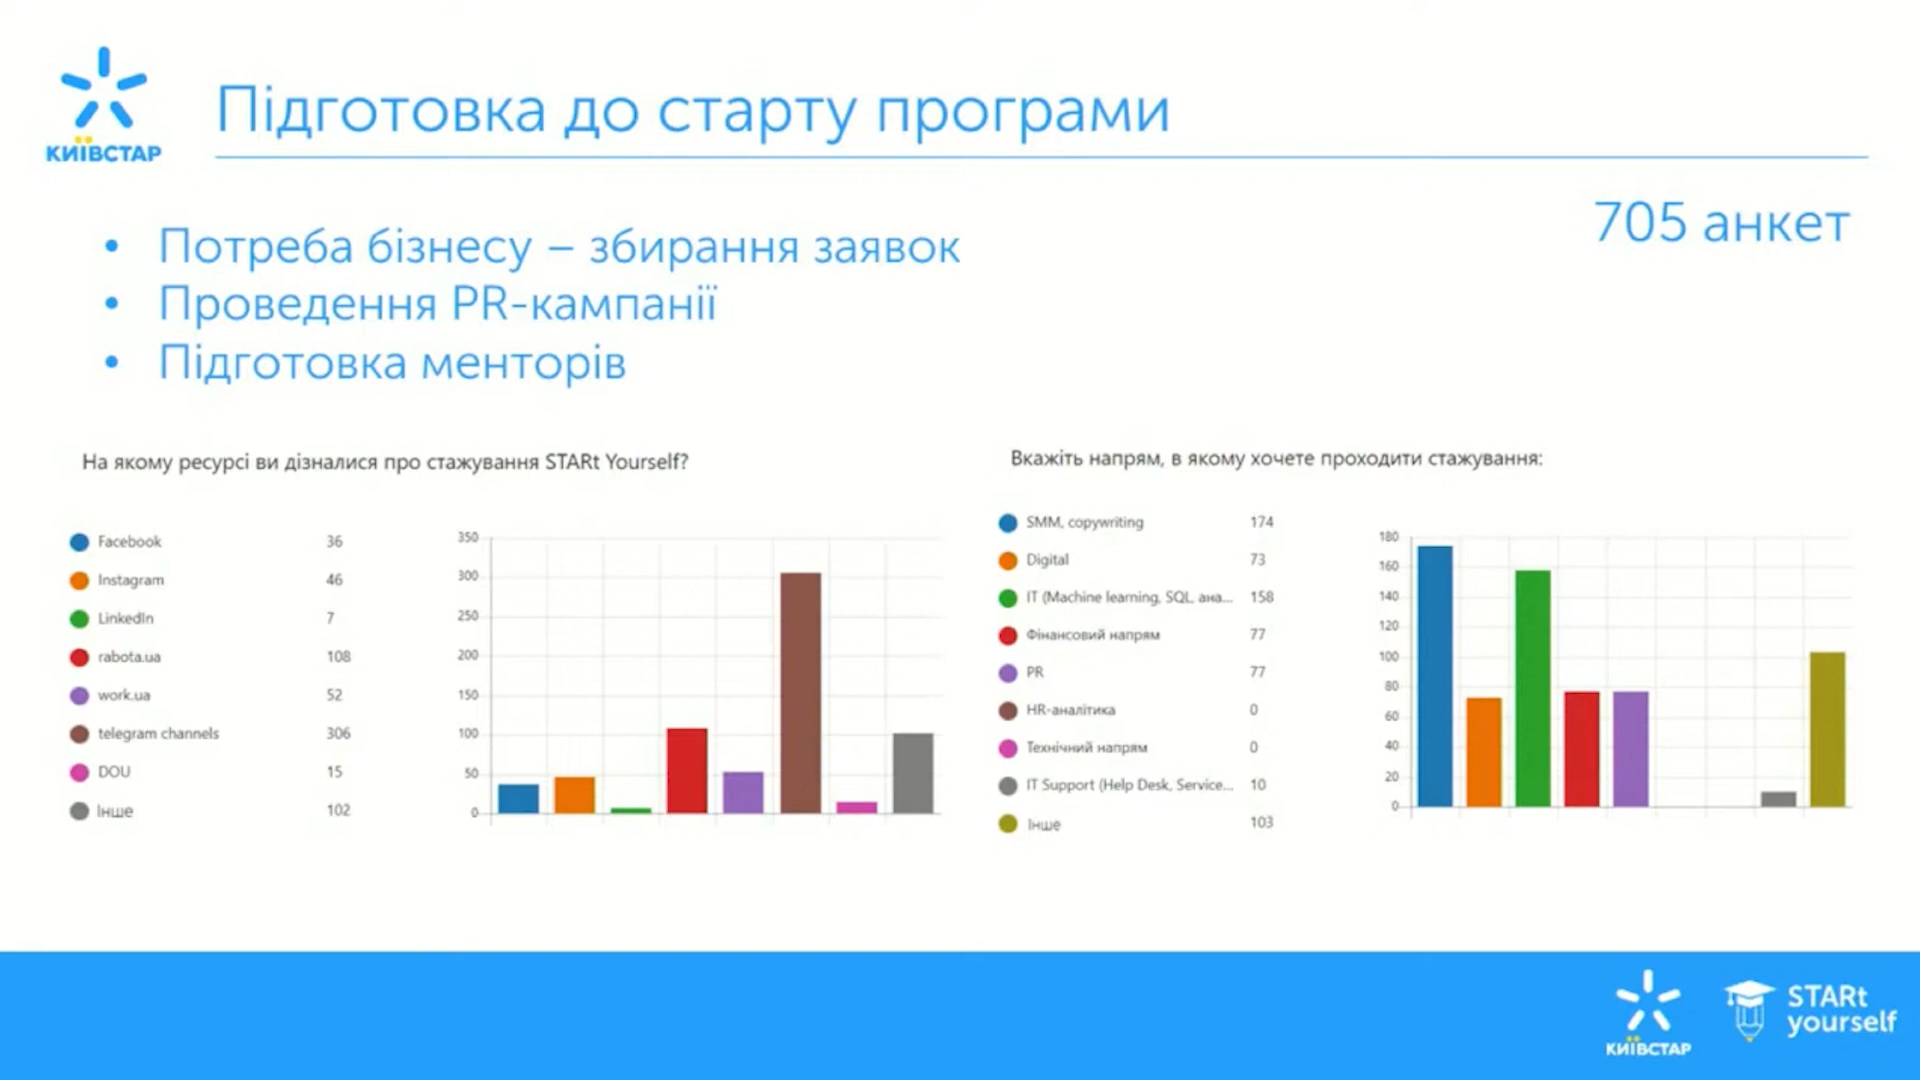 КИЇВСТАР
Підготовка до старту програми
705 анкет
• Потреба бізнесу – збирання заявок
• Проведення PR-кампанії
• Підготовка менторів
На якому ресурсі ви дізналися про стажування STARt Yourself?
Facebook 36
Instagram 46
LinkedIn 7
rabota.ua 108
work.ua 52
telegram channels 306
DOU 15
Інше 102
350
300
250
200
150
100
50
0
Вкажіть напрям, в якому хочете проходити стажування:
SMM, copywriting 174
Digital 73
IT (Machine learning, SQL, ана... 158
Фінансовий напрям 77
PR 77
HR-аналітика 0
Технічний напрям 0
IT Support (Help Desk, Service... 10
Інше 103
180
160
140
120
100
80
60
40
20
0
КИЇВСТАР
STARt
yourself